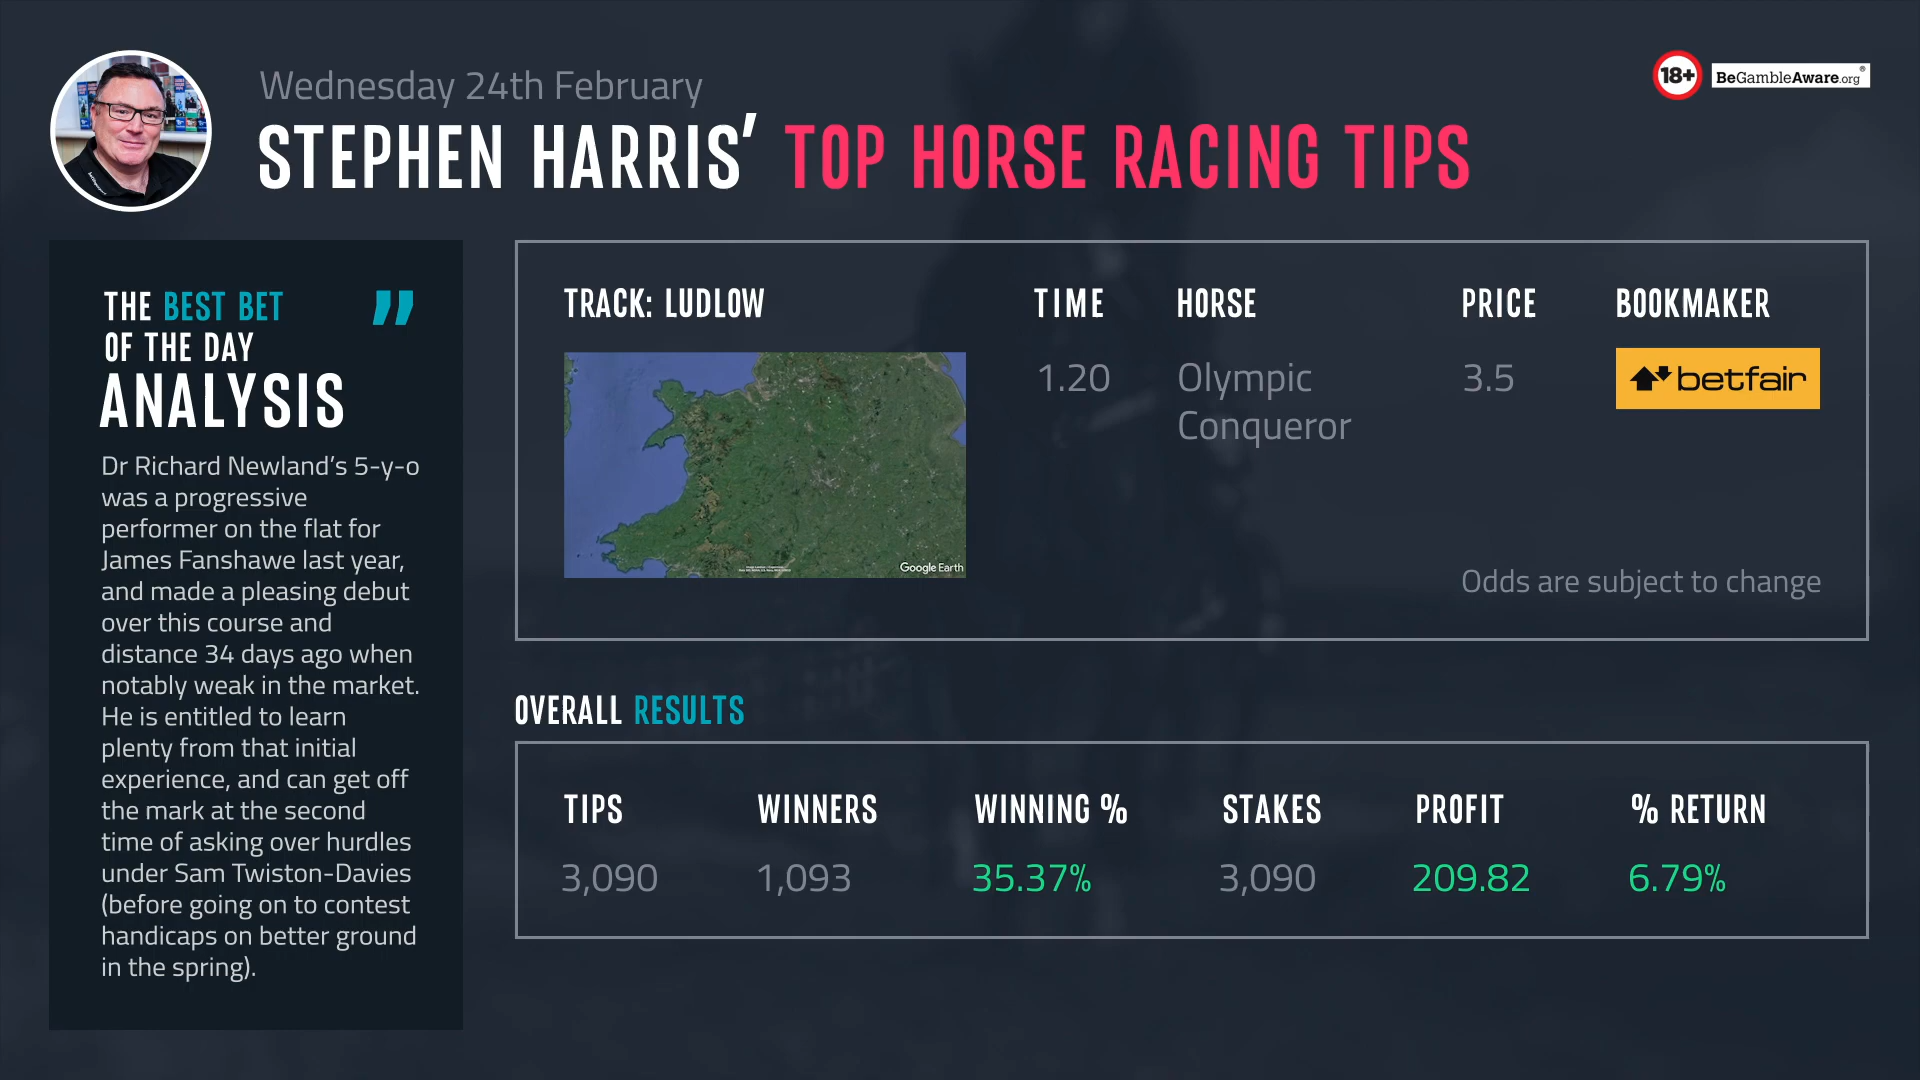 Wednesday 24th February
STEPHEN HARRIS' TOP HORSE RACING TIPS
18+ BeGambleAware.org®
THE BEST BET
OF THE DAY
ANALYSIS
Dr Richard Newland's 5-y-o
was a progressive
performer on the flat for
James Fanshawe last year,
and made a pleasing debut
over this course and
distance 34 days ago when
notably weak in the market.
He is entitled to learn
plenty from that initial
experience, and can get off
the mark at the second
time of asking over hurdles
under Sam Twiston-Davies
(before going on to contest
handicaps on better ground
in the spring).
TRACK: LUDLOW TIME HORSE PRICE BOOKMAKER
1.20 Olympic 3.5 betfair
Conqueror
Google Earth
Odds are subject to change
OVERALL RESULTS
TIPS WINNERS WINNING % STAKES PROFIT % RETURN
3,090 1,093 35.37% 3,090 209.82 6.79%